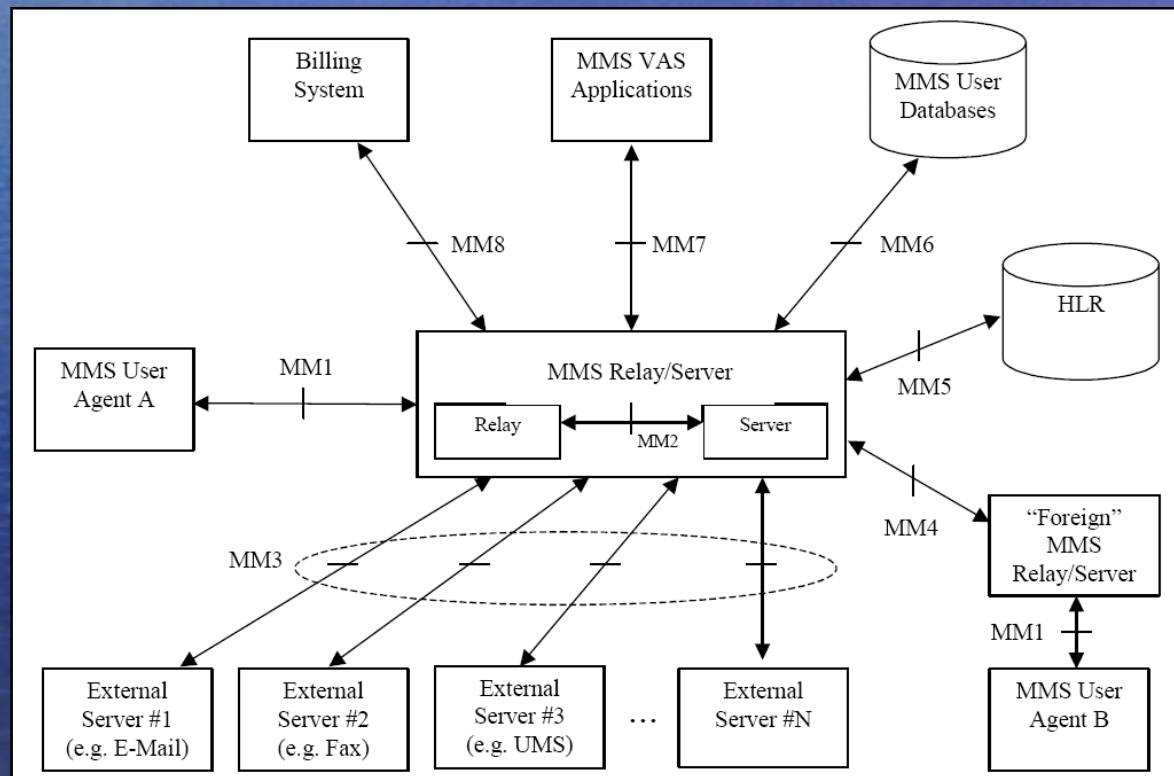 Billing
System
MMS VAS
Applications
MMS User
Databases
MM8
MM7
MM6
HLR
MMS User
Agent A
MM1
MMS Relay/Server
MM5
Relay
MM2
Server
MM4
"Foreign"
MMS
Relay/Server
MM3
MM1
External
Server #1
(e.g. E-Mail)
External
Server #2
(e.g. Fax)
External
Server #3
(e.g. UMS)
…
External
Server #N
MMS User
Agent B